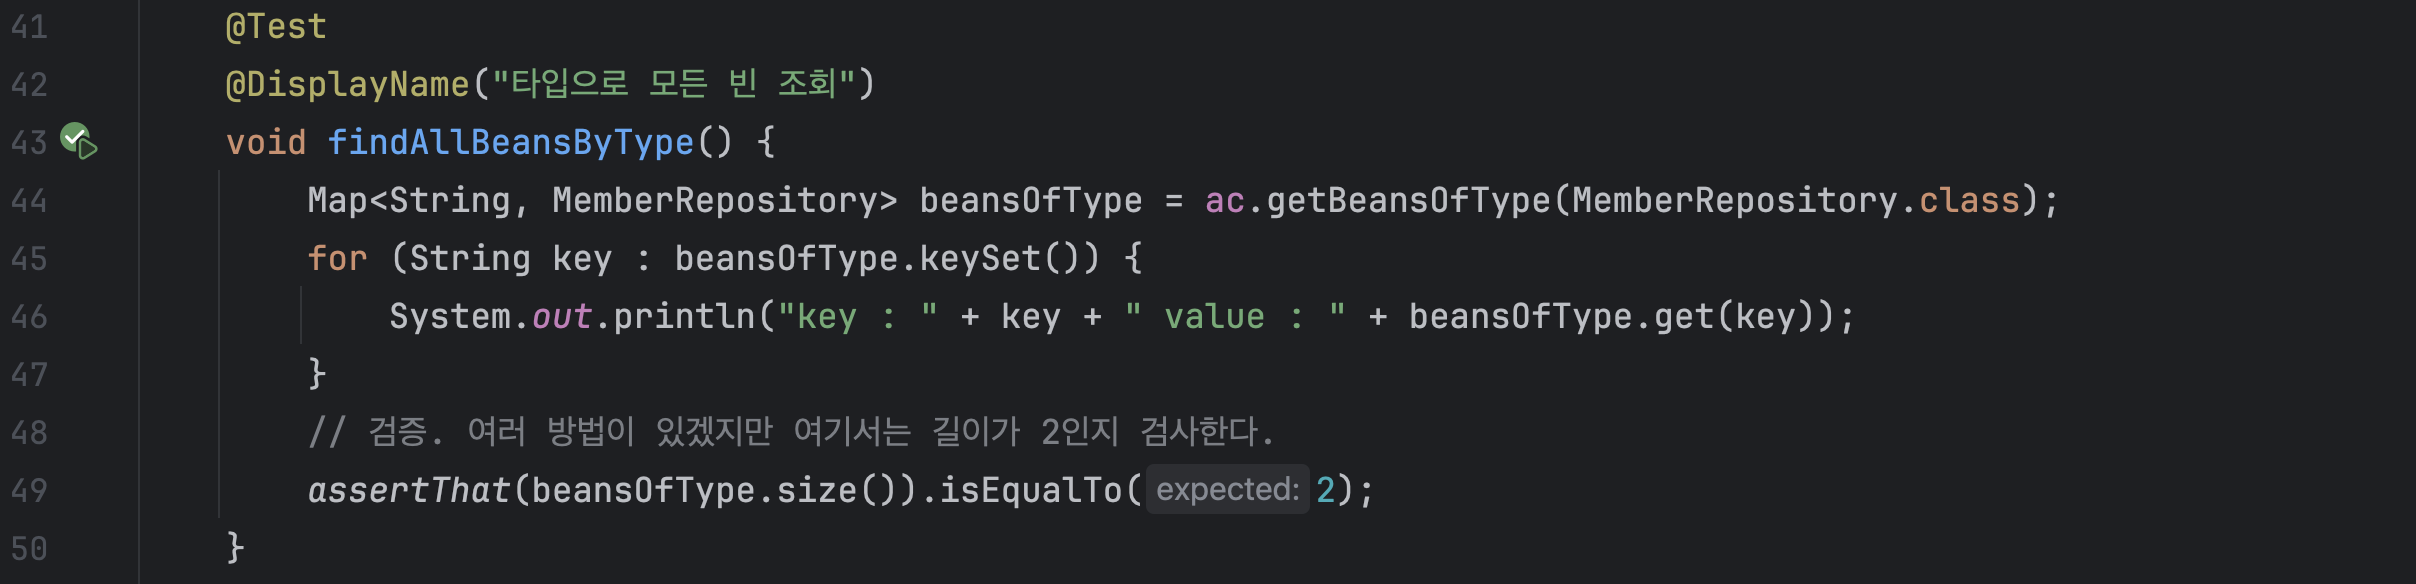 41 @Test
42 @DisplayName("타입으로 모든 빈 조회")
43 void findAllBeansByType() {
44 Map<String, MemberRepository> beansOfType = ac.getBeansOfType(MemberRepository.class);
45 for (String key : beansOfType.keySet()) {
46 System.out.println("key : " + key + " value : " + beansOfType.get(key));
47 }
48 // 검증. 여러 방법이 있겠지만 여기서는 길이가 2인지 검사한다.
49 assertThat(beansOfType.size()).isEqualTo( expected: 2);
50 }